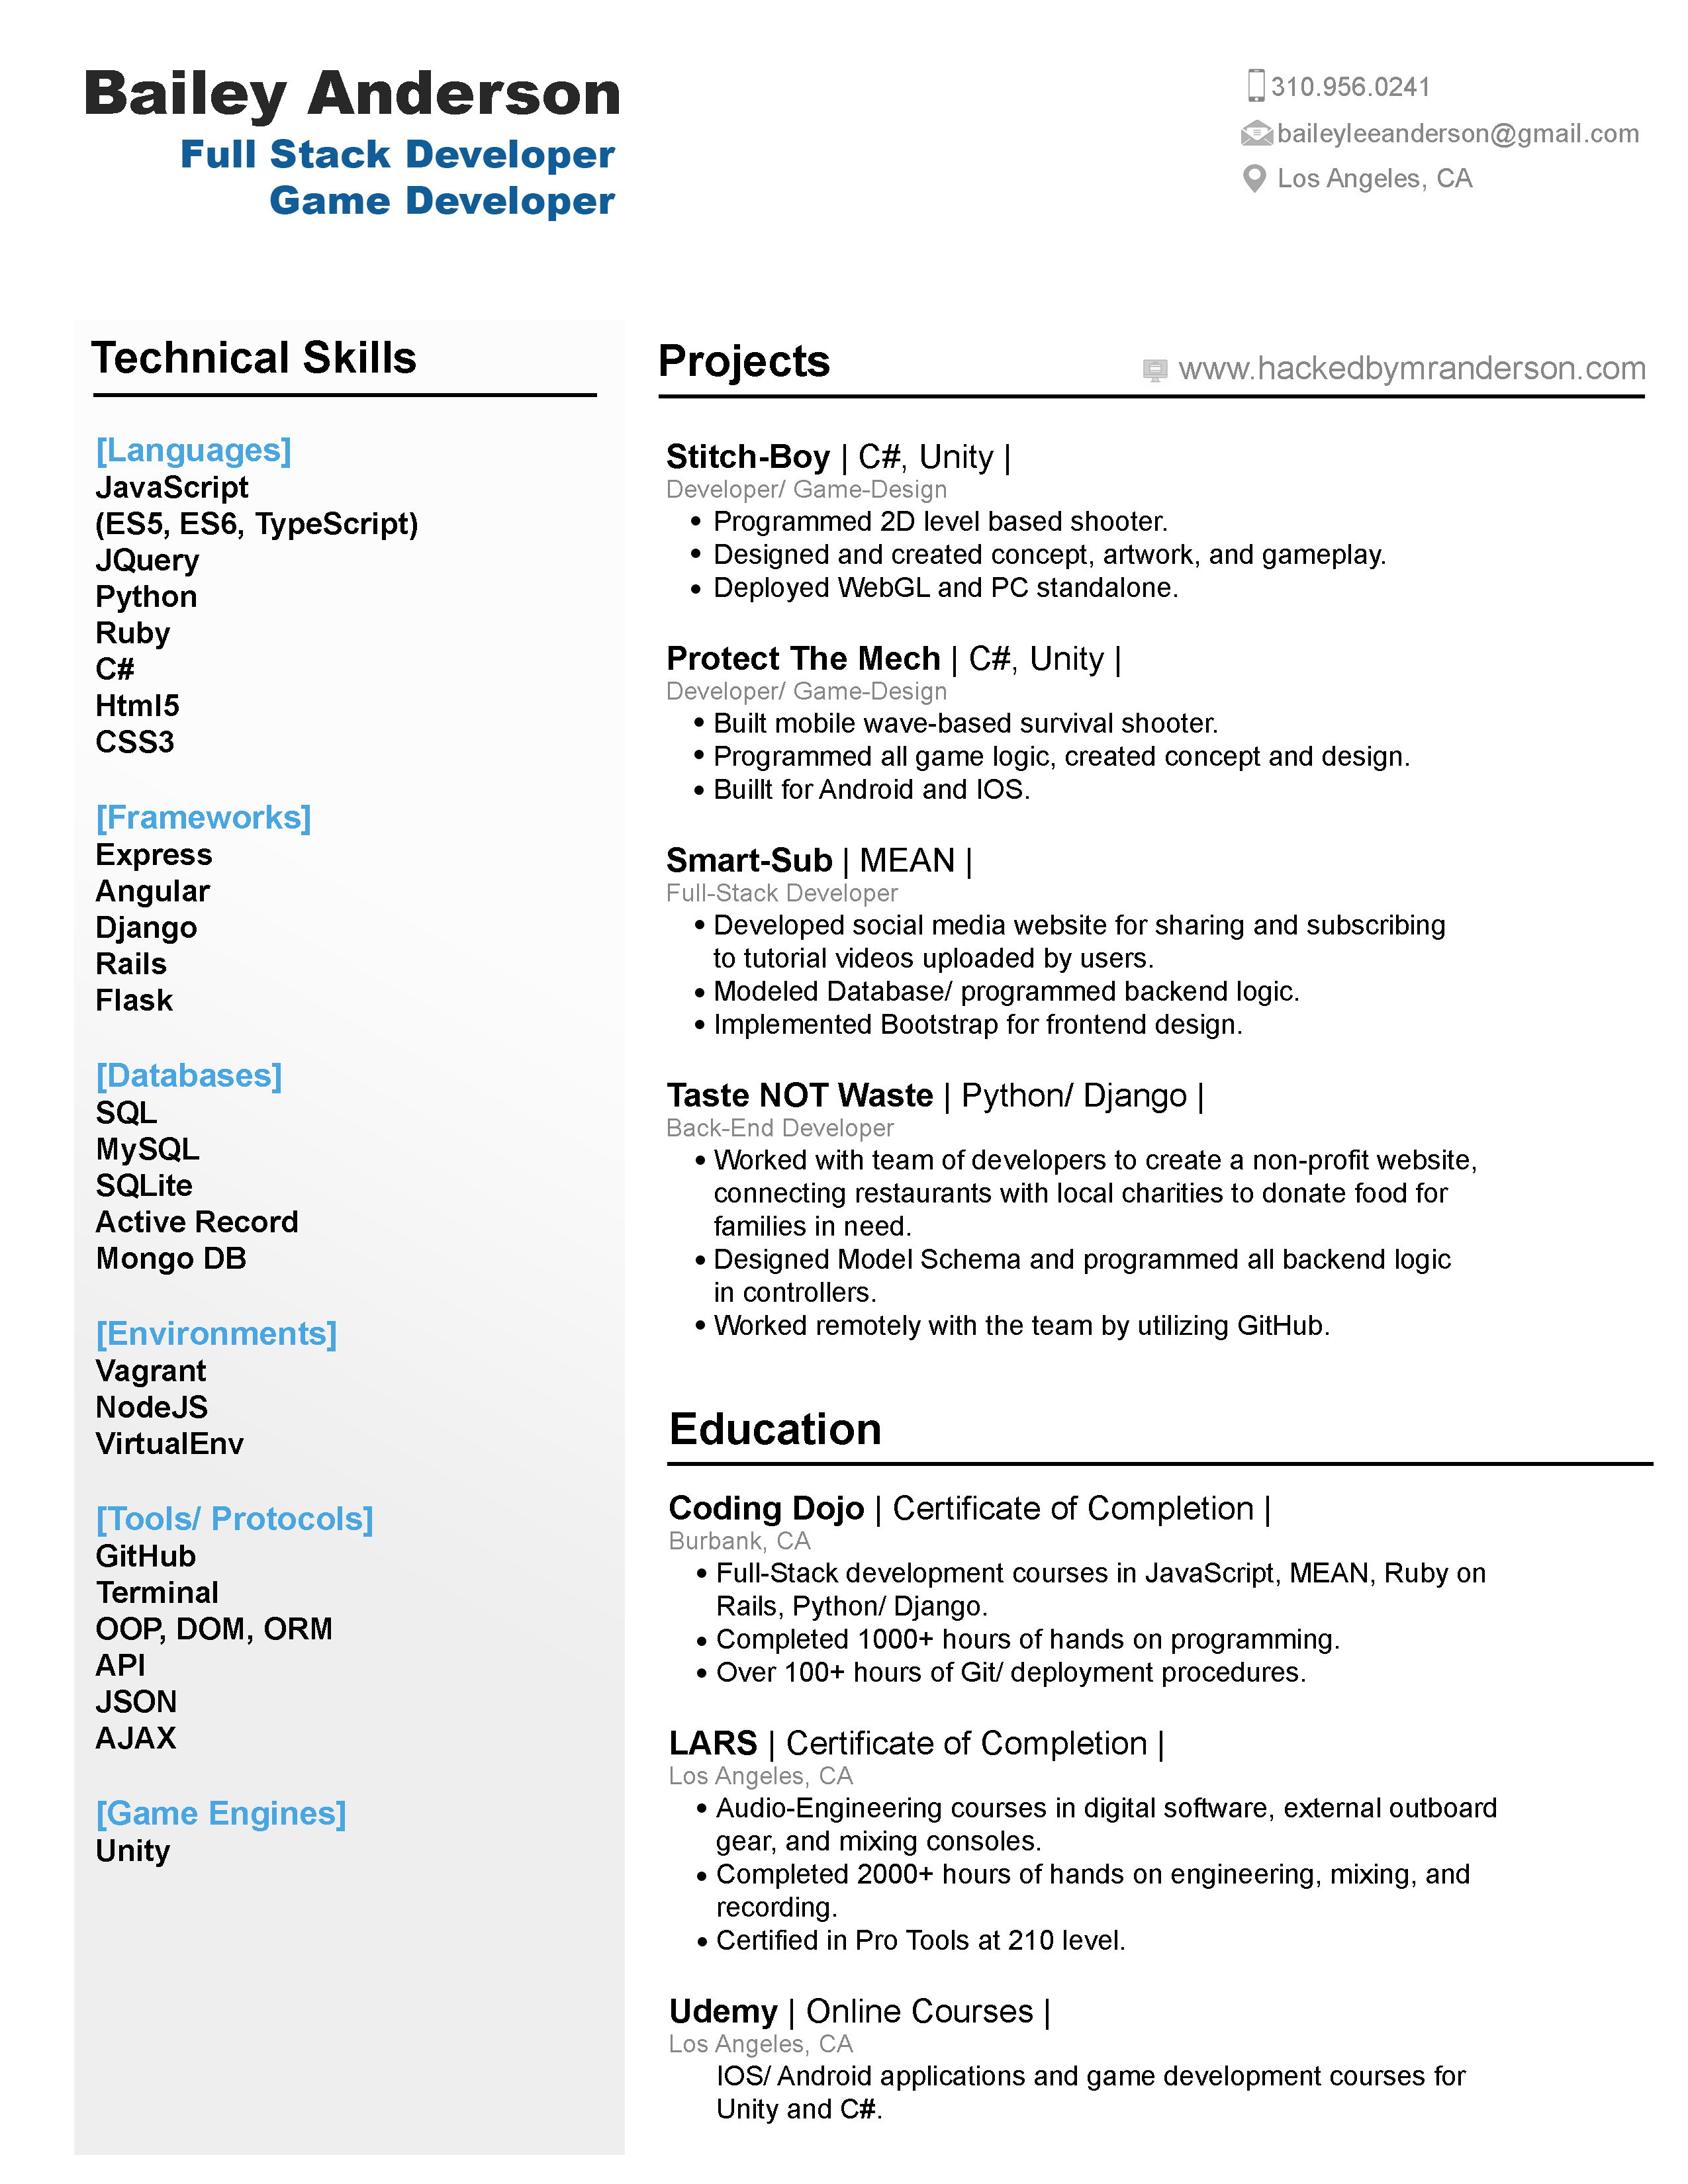 Bailey Anderson
Full Stack Developer
Game Developer
310.956.0241
baileyleeanderson@gmail.com
Los Angeles, CA
Technical Skills
[Languages]
JavaScript
(ES5, ES6, TypeScript)
JQuery
Python
Ruby
C#
Html5
CSS3
[Frameworks]
Express
Angular
Django
Rails
Flask
[Databases]
SQL
MySQL
SQLite
Active Record
Mongo DB
[Environments]
Vagrant
NodeJS
VirtualEnv
[Tools/ Protocols]
GitHub
Terminal
OOP, DOM, ORM
API
JSON
AJAX
[Game Engines]
Unity
Projects
www.hackedbymranderson.com
Stitch-Boy | C#, Unity |
Developer/ Game-Design
• Programmed 2D level based shooter.
• Designed and created concept, artwork, and gameplay.
• Deployed WebGL and PC standalone.
Protect The Mech | C#, Unity |
Developer/ Game-Design
• Built mobile wave-based survival shooter.
• Programmed all game logic, created concept and design.
• Buillt for Android and IOS.
Smart-Sub | MEAN |
Full-Stack Developer
• Developed social media website for sharing and subscribing
to tutorial videos uploaded by users.
• Modeled Database/ programmed backend logic.
• Implemented Bootstrap for frontend design.
Taste NOT Waste | Python/ Django |
Back-End Developer
• Worked with team of developers to create a non-profit website,
connecting restaurants with local charities to donate food for
families in need.
• Designed Model Schema and programmed all backend logic
in controllers.
• Worked remotely with the team by utilizing GitHub.
Education
Coding Dojo | Certificate of Completion |
Burbank, CA
• Full-Stack development courses in JavaScript, MEAN, Ruby on
Rails, Python/ Django.
• Completed 1000+ hours of hands on programming.
• Over 100+ hours of Git/ deployment procedures.
LARS | Certificate of Completion |
Los Angeles, CA
• Audio-Engineering courses in digital software, external outboard
gear, and mixing consoles.
• Completed 2000+ hours of hands on engineering, mixing, and
recording.
• Certified in Pro Tools at 210 level.
Udemy | Online Courses |
Los Angeles, CA
IOS/ Android applications and game development courses for
Unity and C#.